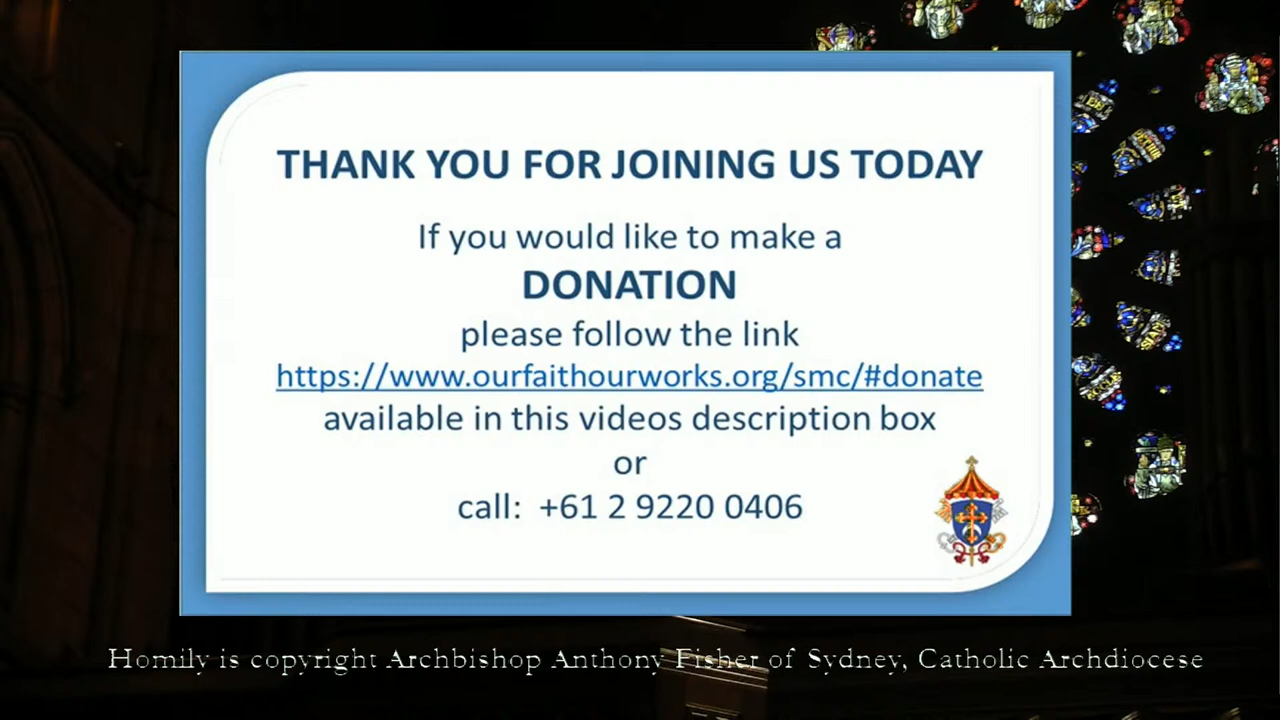 THANK YOU FOR JOINING US TODAY
If you would like to make a
DONATION
please follow the link
https://www.ourfaithourworks.org/smc/#donate
available in this videos description box
or
call: +61 2 9220 0406
Homily is copyright Archbishop Anthony Fisher of Sydney, Catholic Archdiocese